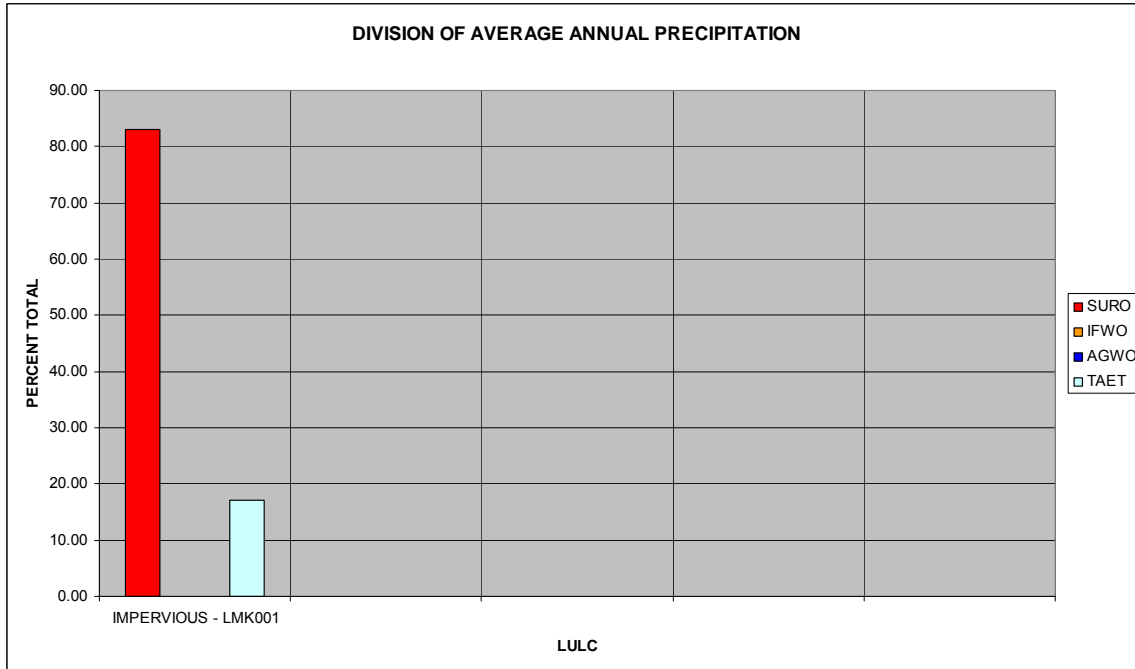 DIVISION OF AVERAGE ANNUAL PRECIPITATION
90.00
80.00
70.00
60.00
50.00
40.00
30.00
20.00
10.00
0.00
PERCENT TOTAL
IMPERVIOUS - LMK001
LULC
SURO
IFWO
AGWO
TAET